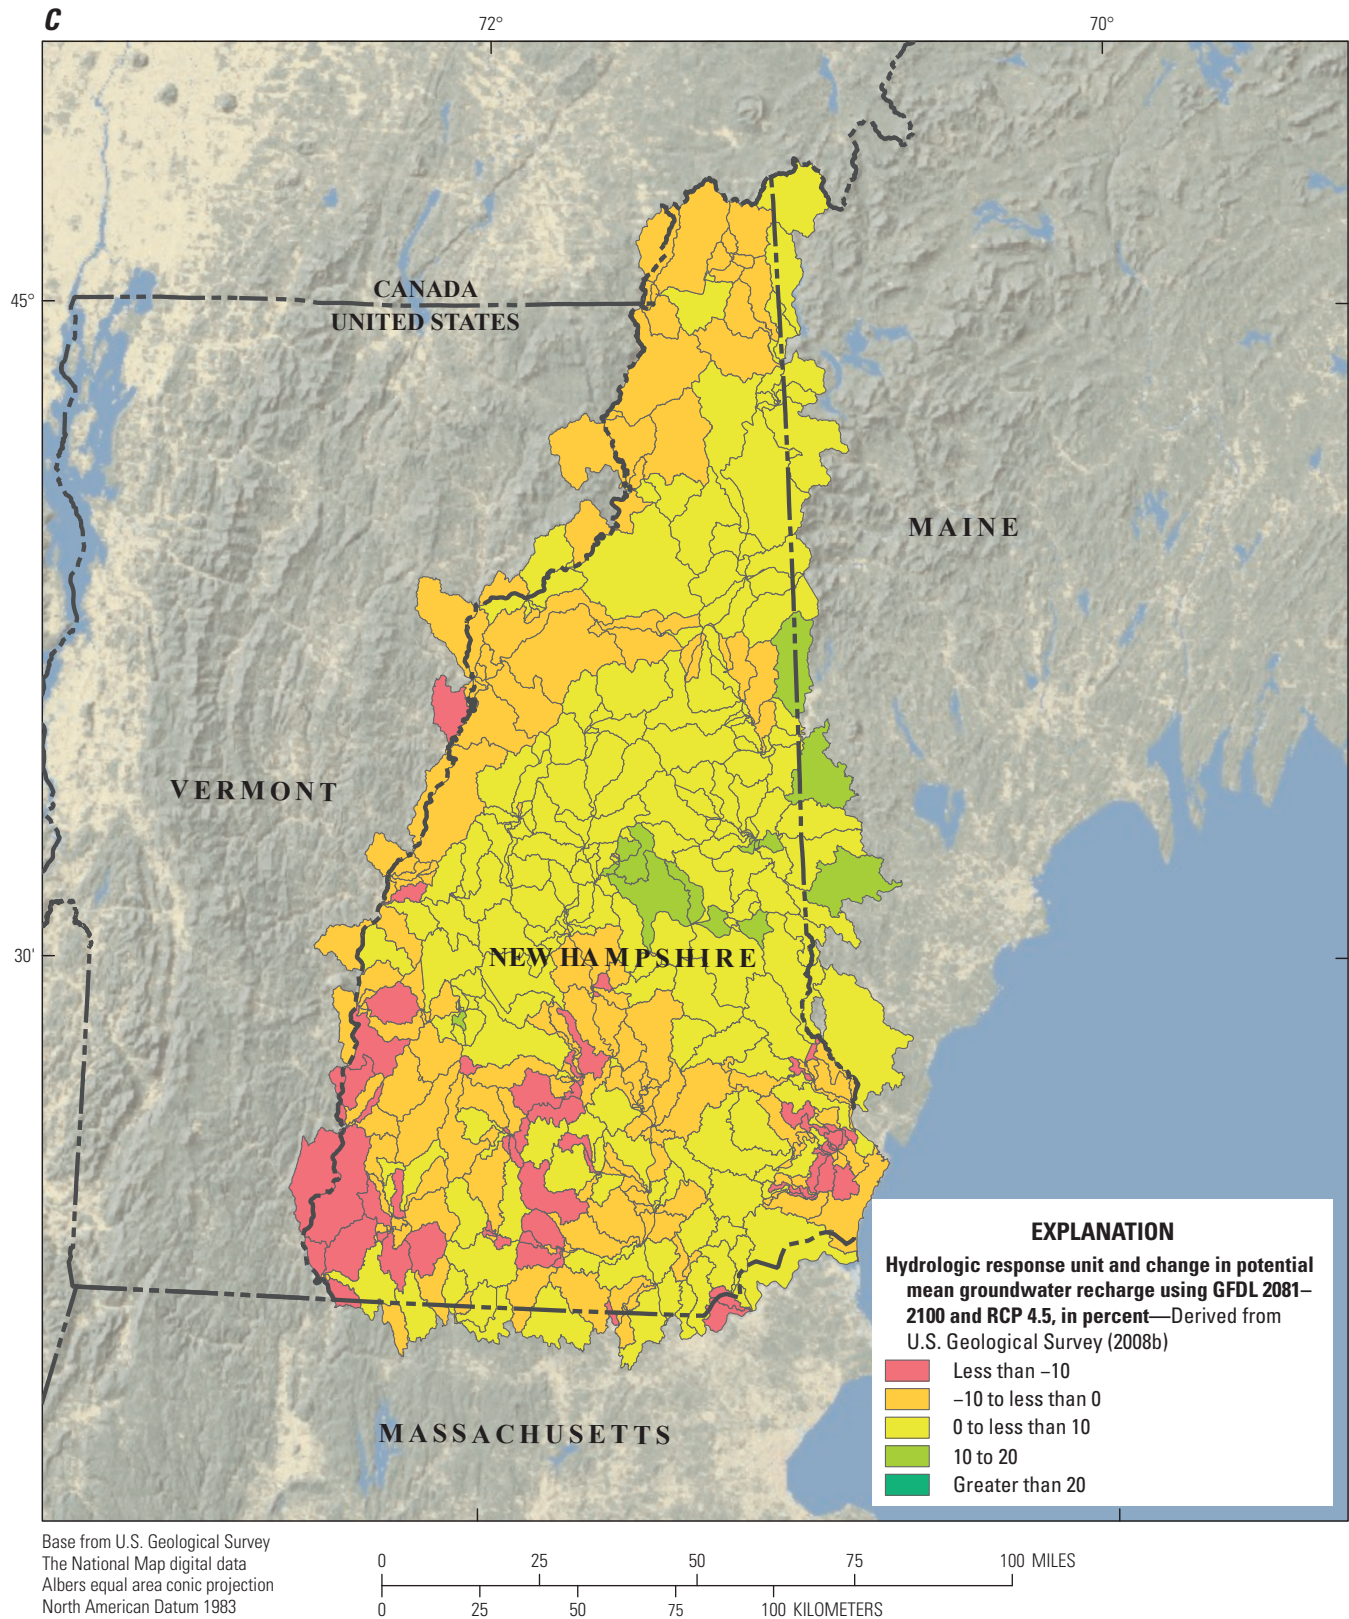 C
72°
70°
45°
CANADA
UNITED STATES
MAINE
VERMONT
30'
NEW HAMPSHIRE
MASSACHUSETTS
EXPLANATION
Hydrologic response unit and change in potential
mean groundwater recharge using GFDL 2081–
2100 and RCP 4.5, in percent—Derived from
U.S. Geological Survey (2008b)
Less than −10
−10 to less than 0
0 to less than 10
10 to 20
Greater than 20
Base from U.S. Geological Survey
The National Map digital data
Albers equal area conic projection
North American Datum 1983
0 25 50 75 100 MILES
0 25 50 75 100 KILOMETERS